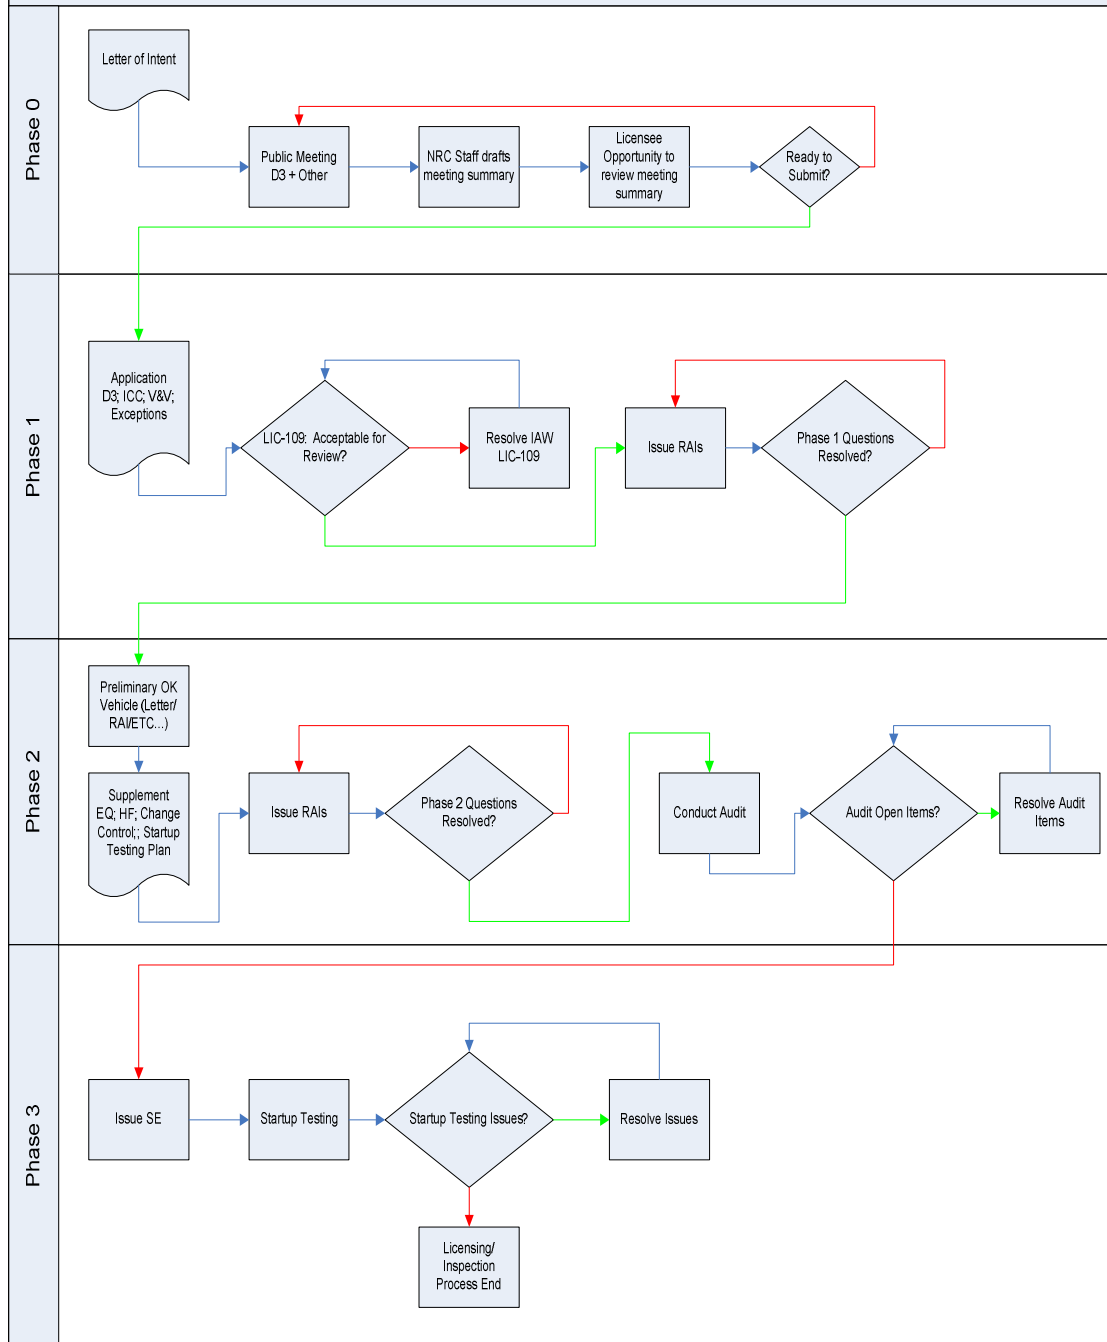 Phase 0
Letter of Intent
Public Meeting
D3 + Other
NRC Staff drafts
meeting summary
Licensee
Opportunity to
review meeting
summary
Ready to
Submit?
Phase 1
Application
D3; ICC; V&V;
Exceptions
LIC-109:  Acceptable for
Review?
Resolve IAW
LIC-109
Issue RAIs
Phase 1 Questions
Resolved?
Phase 2
Preliminary OK
Vehicle (Letter/
RAI/ETC...)
Supplement
EQ; HF; Change
Control;; Startup
Testing Plan
Issue RAIs
Phase 2 Questions
Resolved?
Conduct Audit
Audit Open Items?
Resolve Audit
Items
Phase 3
Issue SE
Startup Testing
Startup Testing Issues?
Resolve Issues
Licensing/
Inspection
Process End